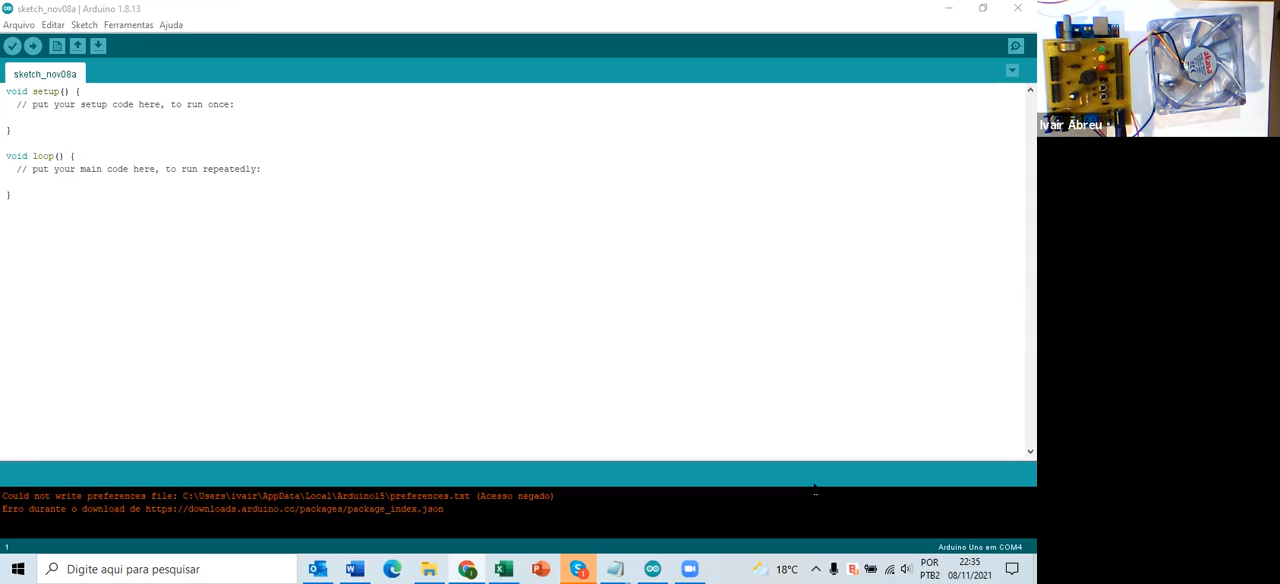 sketch_nov08a | Arduino 1.8.13
Arquivo Editar Sketch Ferramentas Ajuda
sketch_nov08a
void setup() {
// put your setup code here, to run once:
}
void loop() {
// put your main code here, to run repeatedly:
}
akasa
Ivair Abreu
Could not write preferences file: C:\Users\ivair\AppData\Local\Arduino15\preferences.txt (Acesso negado)
Erro durante o download de https://downloads.arduino.cc/packages/package_index.json
1
Arduino Uno em COM4
Digite aqui para pesquisar
18°C
POR
PTB2
22:35
08/11/2021